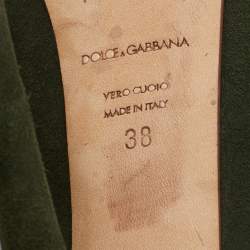 DOLCE & GABBANA
VERO CUOIO
MADE IN ITALY
38